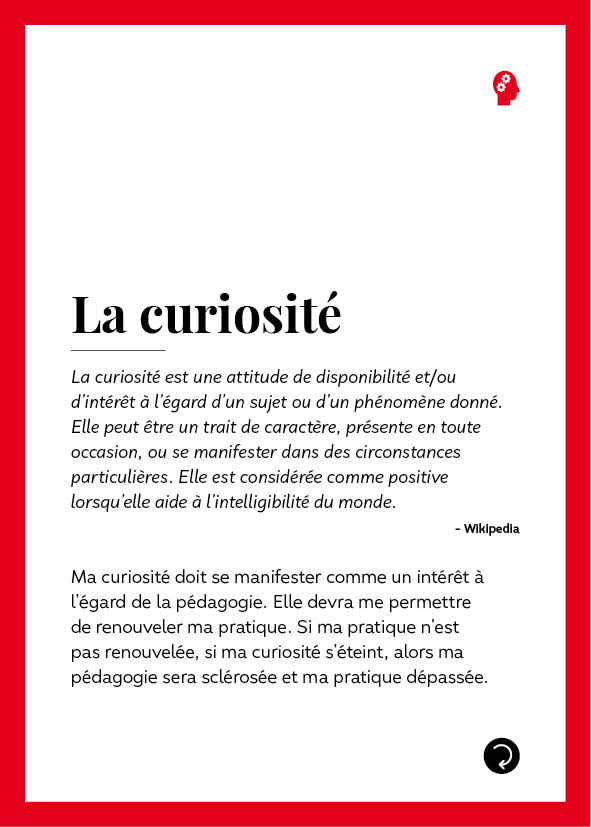 La curiosité
La curiosité est une attitude de disponibilité et/ou
d’intérêt à l’égard d’un sujet ou d’un phénomène donné.
Elle peut être un trait de caractère, présente en toute
occasion, ou se manifester dans des circonstances
particulières. Elle est considérée comme positive
lorsqu’elle aide à l’intelligibilité du monde.
- Wikipedia
Ma curiosité doit se manifester comme un intérêt à
l’égard de la pédagogie. Elle devra me permettre
de renouveler ma pratique. Si ma pratique n’est
pas renouvelée, si ma curiosité s’éteint, alors ma
pédagogie sera sclérosée et ma pratique dépassée.